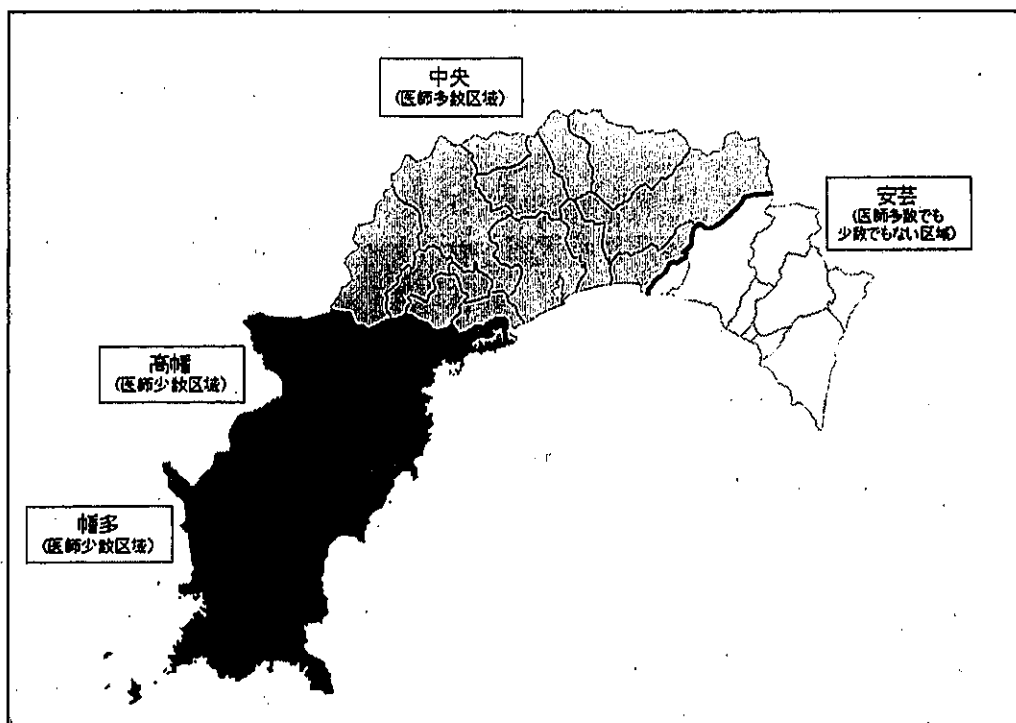 中央
(医師多数区域)
安芸
(医師多数でも
少数でもない区域)
高幡
(医師少数区域)
幡多
(医師少数区域)